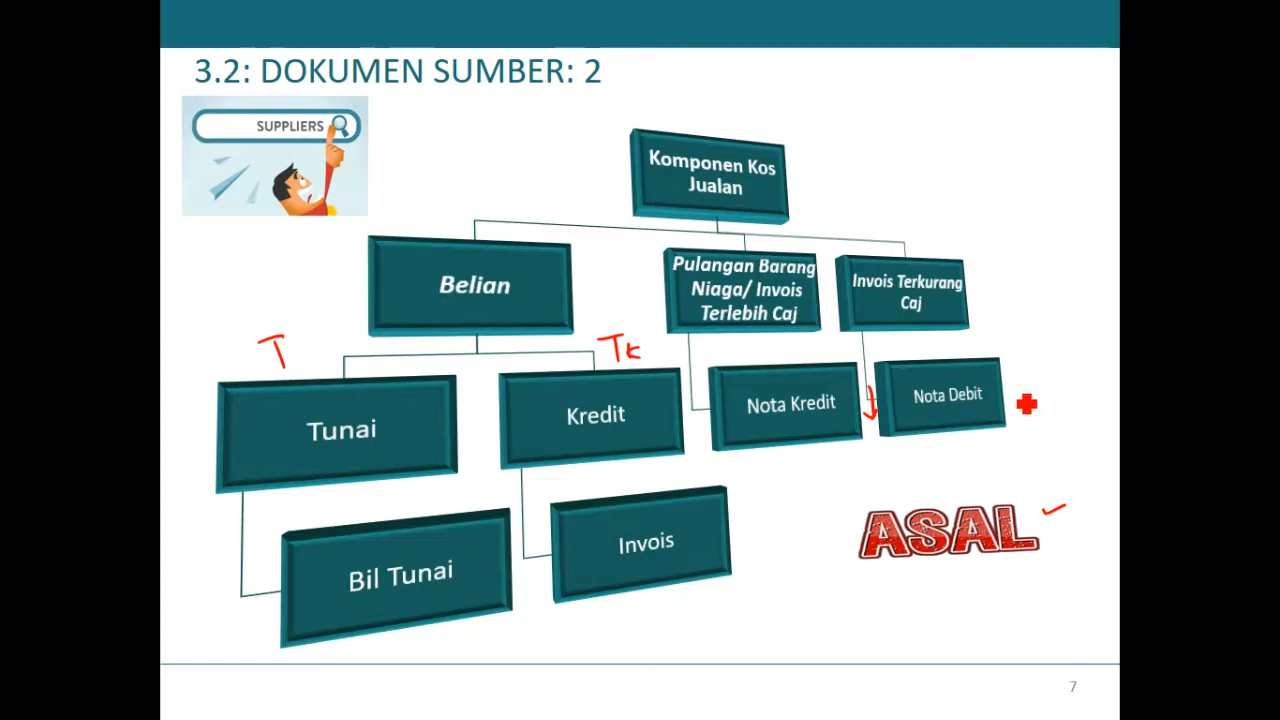 3.2: DOKUMEN SUMBER: 2
SUPPLIERS
Komponen Kos
Jualan
Belian
Pulangan Barang
Niaga/ Invois
Terlebih Caj
Invois Terkurang
Caj
T
TK
Tunai
Kredit
Nota Kredit
Nota Debit
Bil Tunai
Invois
ASAL
7